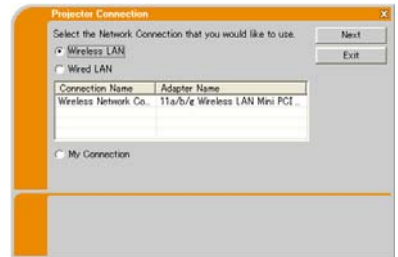 Projector Connection X
Select the Network Connection that you would like to use.
Next
Wireless LAN
Exit
Wired LAN
Connection Name Adapter Name
Wireless Network Co... 11a/b/g Wireless LAN Mini PCI ...
My Connection